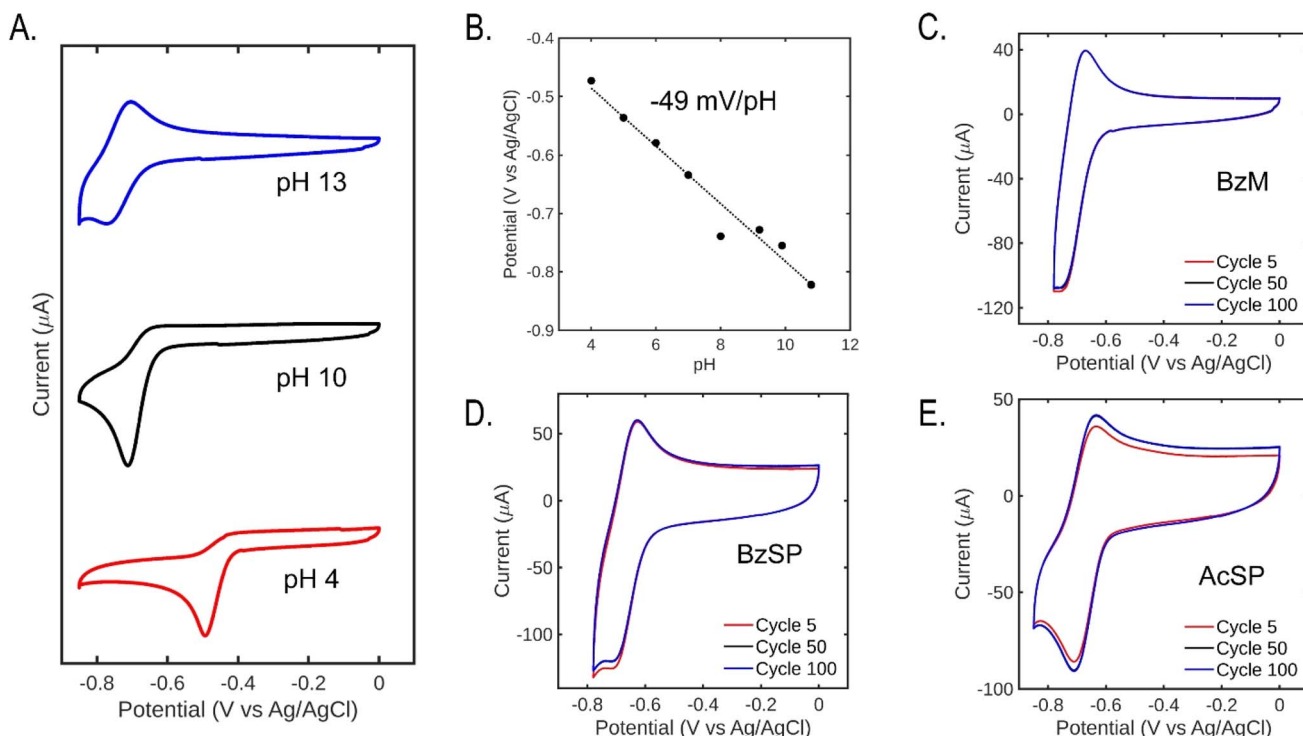 A.
pH 13
pH 10
pH 4
Current (µA)
-0.8 -0.6 -0.4 -0.2 0
Potential (V vs Ag/AgCl)
B.
-49 mV/pH
-0.4
-0.5
-0.6
-0.7
-0.8
-0.9
Potential (V vs Ag/AgCl)
4 6 8 10 12
pH
C.
40
0
-40
-80
-120
Current (µA)
BzM
Cycle 5
Cycle 50
Cycle 100
-0.8 -0.6 -0.4 -0.2 0
Potential (V vs Ag/AgCl)
D.
50
0
-50
-100
Current (µA)
BzSP
Cycle 5
Cycle 50
Cycle 100
-0.8 -0.6 -0.4 -0.2 0
Potential (V vs Ag/AgCl)
E.
50
0
-50
-100
Current (µA)
AcSP
Cycle 5
Cycle 50
Cycle 100
-0.8 -0.6 -0.4 -0.2 0
Potential (V vs Ag/AgCl)